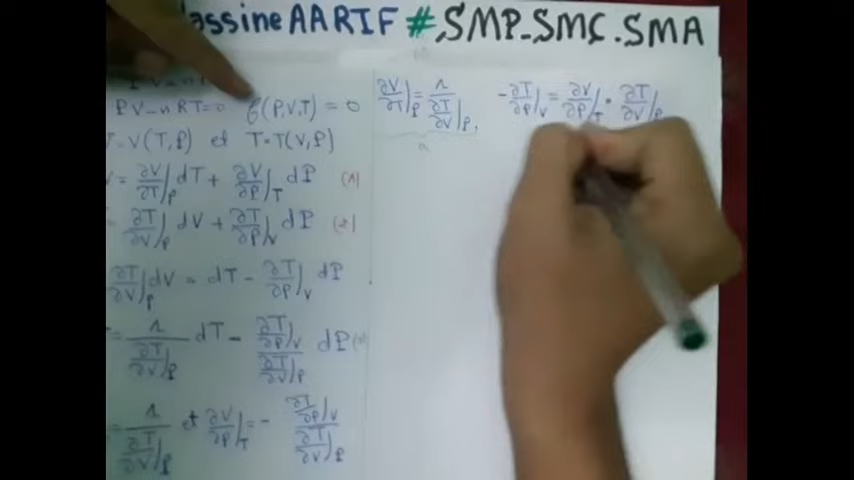 assine AARIF # SMP_SMC.SMA
PV-nRT=0 f(P,V,T) = 0
V(T,P) et T=T(V,P)
= ∂V/∂T|P dT + ∂V/∂P|T dP (1)
= ∂T/∂V|P dV + ∂T/∂P|V dP (2)
∂T/∂V|P dV = dT - ∂T/∂P|V dP
= 1/(∂T/∂V|P) dT - (∂T/∂P|V)/(∂T/∂V|P) dP
= 1/(∂T/∂V|P) et ∂V/∂P|T = - (∂T/∂P|V)/(∂T/∂V|P)
∂V/∂T|P = 1/(∂T/∂V|P),
a
-∂T/∂P|V = ∂V/∂P|T · ∂T/∂V|P